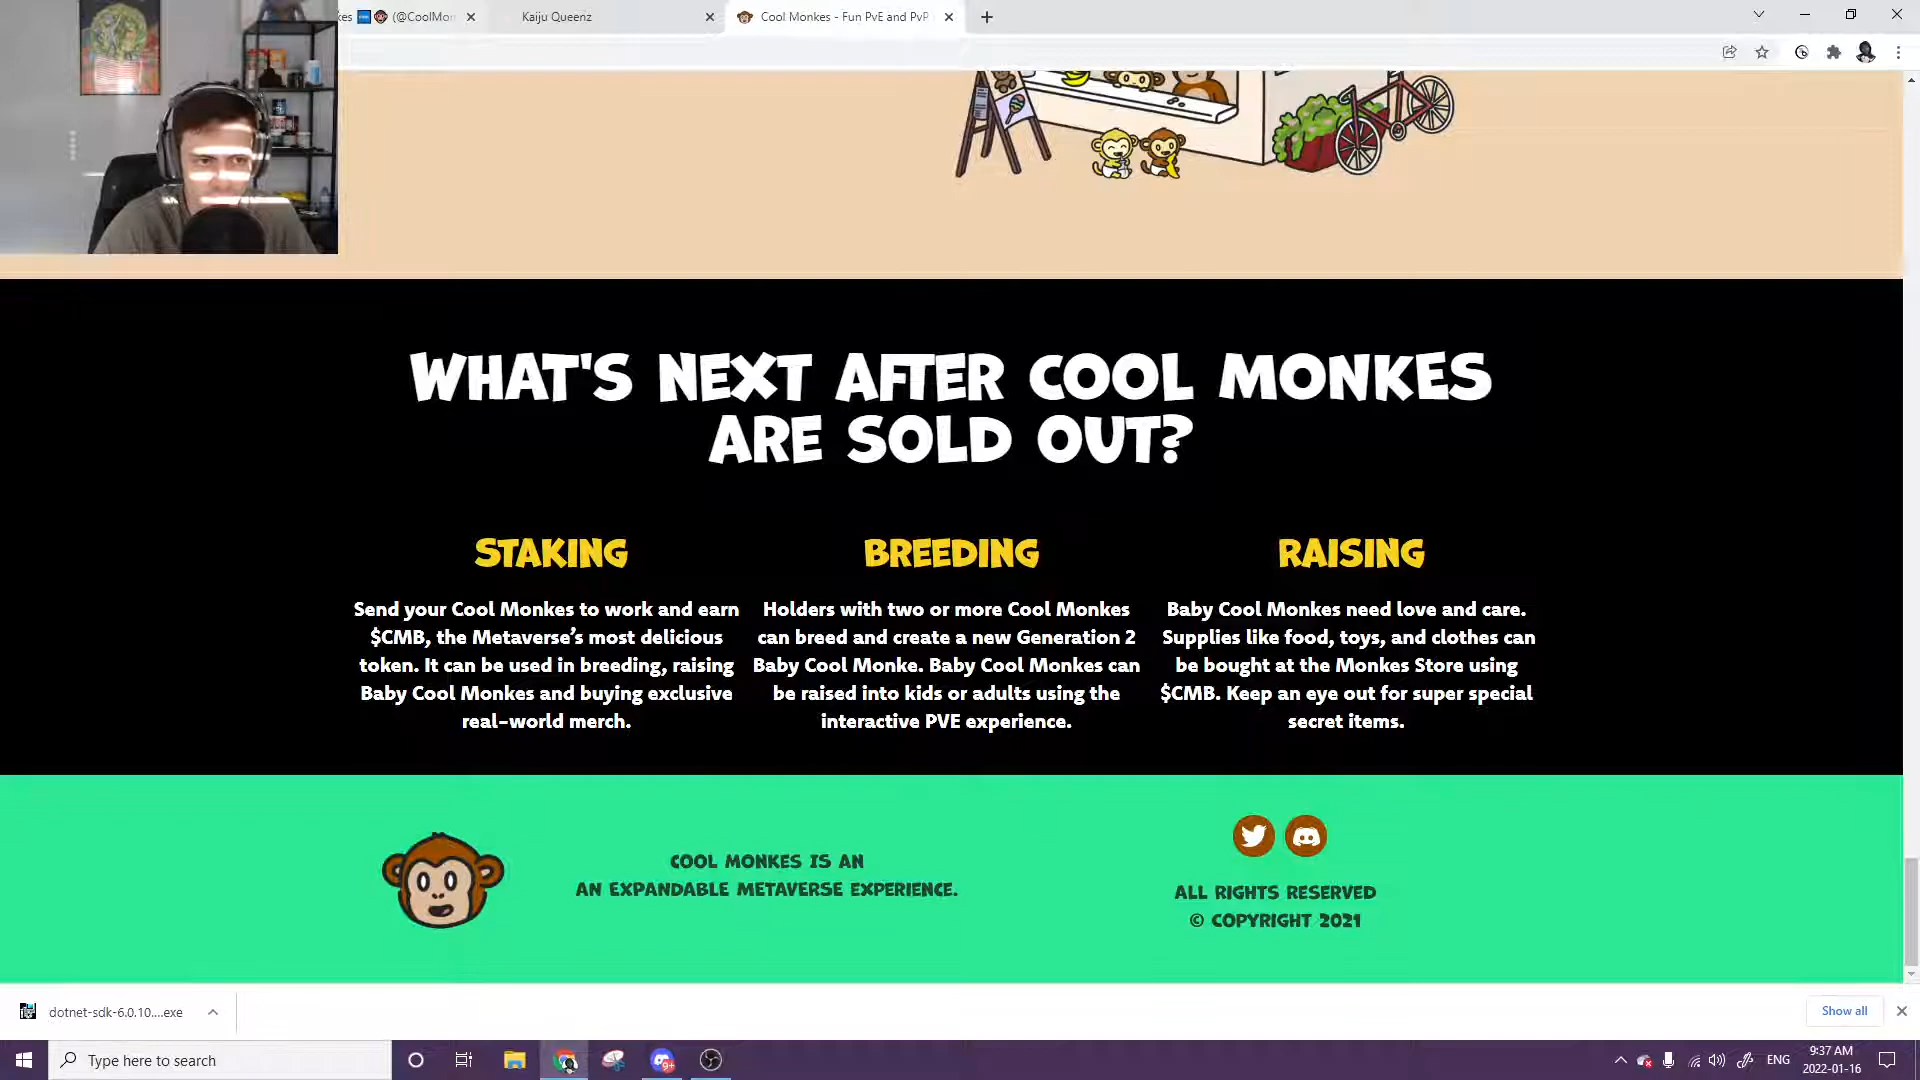 kes (@CoolMon
Kaiju Queenz
Cool Monkes - Fun PvE and PvP
WHAT'S NEXT AFTER COOL MONKES
ARE SOLD OUT?
STAKING
Send your Cool Monkes to work and earn
$CMB, the Metaverse’s most delicious
token. It can be used in breeding, raising
Baby Cool Monkes and buying exclusive
real-world merch.
BREEDING
Holders with two or more Cool Monkes
can breed and create a new Generation 2
Baby Cool Monke. Baby Cool Monkes can
be raised into kids or adults using the
interactive PVE experience.
RAISING
Baby Cool Monkes need love and care.
Supplies like food, toys, and clothes can
be bought at the Monkes Store using
$CMB. Keep an eye out for super special
secret items.
COOL MONKES IS AN
AN EXPANDABLE METAVERSE EXPERIENCE.
ALL RIGHTS RESERVED
© COPYRIGHT 2021
dotnet-sdk-6.0.10....exe
Show all
Type here to search
9+
ENG
9:37 AM
2022-01-16